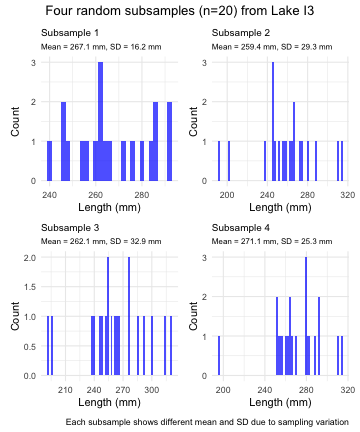 Four random subsamples (n=20) from Lake I3
Subsample 1
Mean = 267.1 mm, SD = 16.2 mm
3
2
1
0
Count
240 260 280
Length (mm)
Subsample 2
Mean = 259.4 mm, SD = 29.3 mm
3
2
1
0
Count
200 240 280 320
Length (mm)
Subsample 3
Mean = 262.1 mm, SD = 32.9 mm
2.0
1.5
1.0
0.5
0.0
Count
210 240 270 300
Length (mm)
Subsample 4
Mean = 271.1 mm, SD = 25.3 mm
3
2
1
0
Count
200 240 280 320
Length (mm)
Each subsample shows different mean and SD due to sampling variation